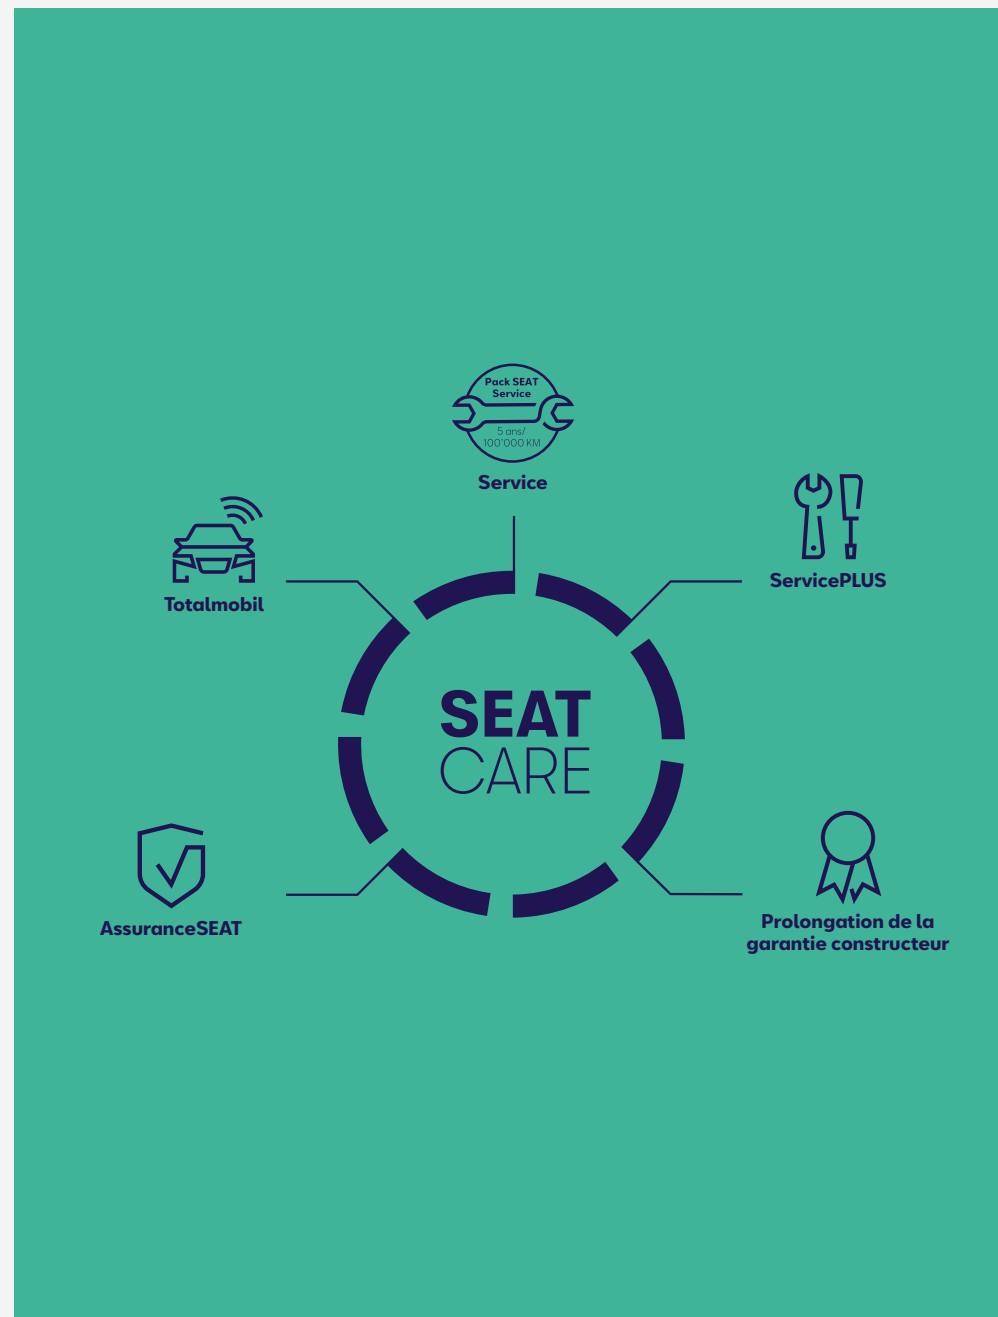 Pack SEAT
Service
5 ans/
100'000 KM
Service
Totalmobil
ServicePLUS
SEAT
CARE
AssuranceSEAT
Prolongation de la
garantie constructeur